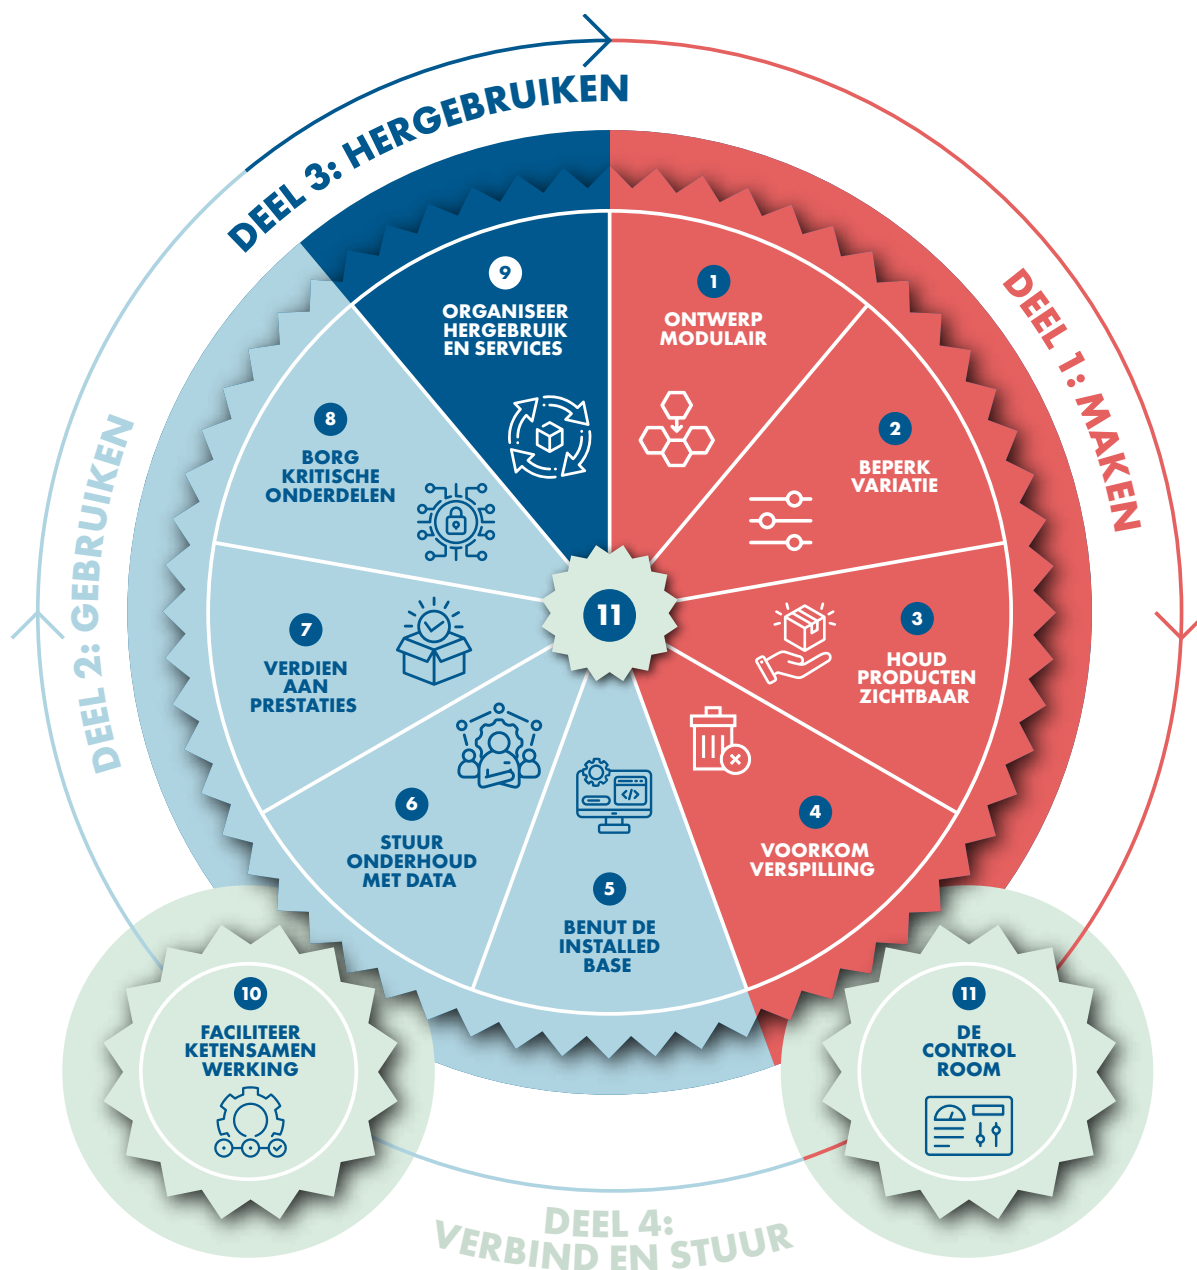 DEEL 3: HERGEBRUIKEN
DEEL 1: MAKEN
DEEL 2: GEBRUIKEN
1
ONTWERP
MODULAIR
2
BEPERK
VARIATIE
3
HOUD
PRODUCTEN
ZICHTBAAR
4
VOORKOM
VERSPILLING
5
BENUT DE
INSTALLED
BASE
6
STUUR
ONDERHOUD
MET DATA
7
VERDIEN
AAN
PRESTATIES
8
BORG
KRITISCHE
ONDERDELEN
9
ORGANISEER
HERGEBRUIK
EN SERVICES
11
10
FACILITEER
KETENSAMEN
WERKING
11
DE
CONTROL
ROOM
DEEL 4:
VERBIND EN STUUR